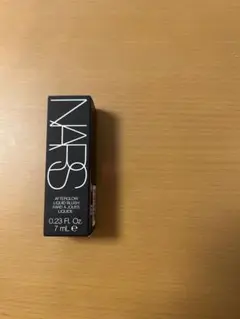 NARS
AFTERGLOW
LIQUID BLUSH
FARD À JOUES
LIQUIDE
0.23 Fl. Oz.
7 mL e